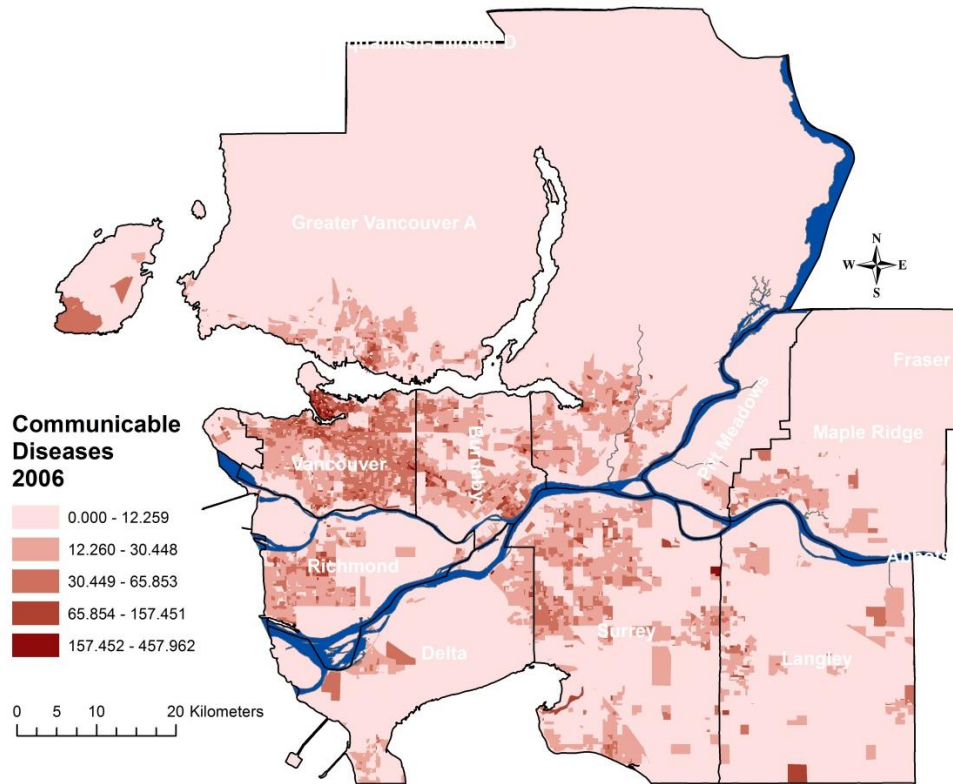 Greater Vancouver A
N
W E
S
Fraser
Communicable
Diseases
2006
0.000 - 12.259
12.260 - 30.448
30.449 - 65.853
65.854 - 157.451
157.452 - 457.962
0 5 10 20 Kilometers
Vancouver
Burnaby
Pitt Meadows
Maple Ridge
Richmond
Delta
Surrey
Langley